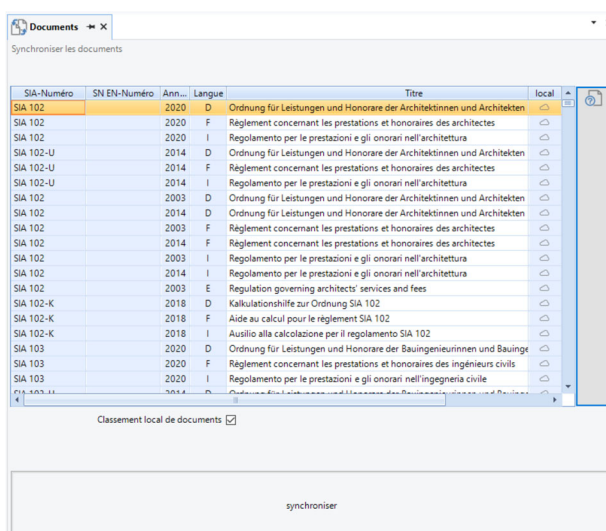 Documents
Synchroniser les documents
SIA-Numéro SN EN-Numéro Ann... Langue Titre local
SIA 102 2020 D Ordnung für Leistungen und Honorare der Architektinnen und Architekten
SIA 102 2020 F Règlement concernant les prestations et honoraires des architectes
SIA 102 2020 I Regolamento per le prestazioni e gli onorari nell'architettura
SIA 102-U 2014 D Ordnung für Leistungen und Honorare der Architektinnen und Architekten
SIA 102-U 2014 F Règlement concernant les prestations et honoraires des architectes
SIA 102-U 2014 I Regolamento per le prestazioni e gli onorari nell'architettura
SIA 102 2003 D Ordnung für Leistungen und Honorare der Architektinnen und Architekten
SIA 102 2014 D Ordnung für Leistungen und Honorare der Architektinnen und Architekten
SIA 102 2003 F Règlement concernant les prestations et honoraires des architectes
SIA 102 2014 F Règlement concernant les prestations et honoraires des architectes
SIA 102 2003 I Regolamento per le prestazioni e gli onorari nell'architettura
SIA 102 2014 I Regolamento per le prestazioni e gli onorari nell'architettura
SIA 102 2003 E Regulation governing architects' services and fees
SIA 102-K 2018 D Kalkulationshilfe zur Ordnung SIA 102
SIA 102-K 2018 F Aide au calcul pour le règlement SIA 102
SIA 102-K 2018 I Ausilio alla calcolazione per il regolamento SIA 102
SIA 103 2020 D Ordnung für Leistungen und Honorare der Bauingenieurinnen und Bauinge
SIA 103 2020 F Règlement concernant les prestations et honoraires des ingénieurs civils
SIA 103 2020 I Regolamento per le prestazioni e gli onorari nell'ingegneria civile
Classement local de documents
synchroniser